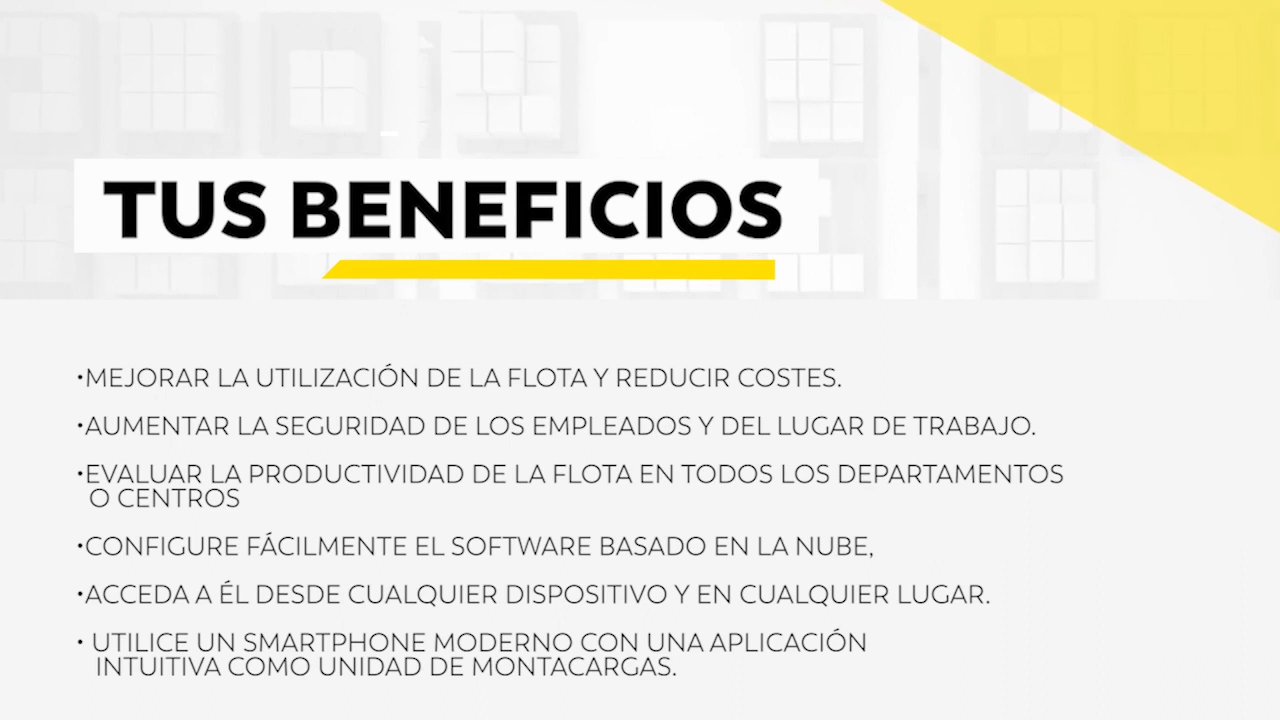 TUS BENEFICIOS
•MEJORAR LA UTILIZACIÓN DE LA FLOTA Y REDUCIR COSTES.
•AUMENTAR LA SEGURIDAD DE LOS EMPLEADOS Y DEL LUGAR DE TRABAJO.
•EVALUAR LA PRODUCTIVIDAD DE LA FLOTA EN TODOS LOS DEPARTAMENTOS
O CENTROS
•CONFIGURE FÁCILMENTE EL SOFTWARE BASADO EN LA NUBE,
•ACCEDA A ÉL DESDE CUALQUIER DISPOSITIVO Y EN CUALQUIER LUGAR.
• UTILICE UN SMARTPHONE MODERNO CON UNA APLICACIÓN
INTUITIVA COMO UNIDAD DE MONTACARGAS.